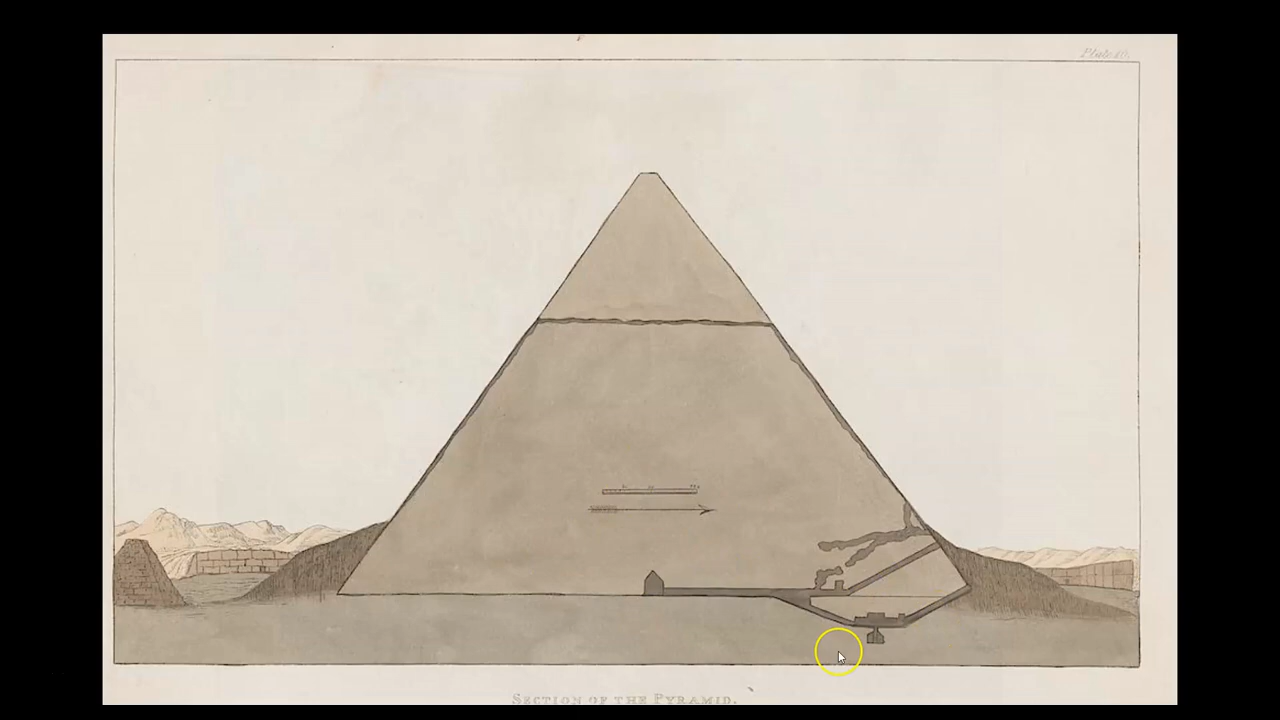 Plate 10.
SECTION OF THE PYRAMID.